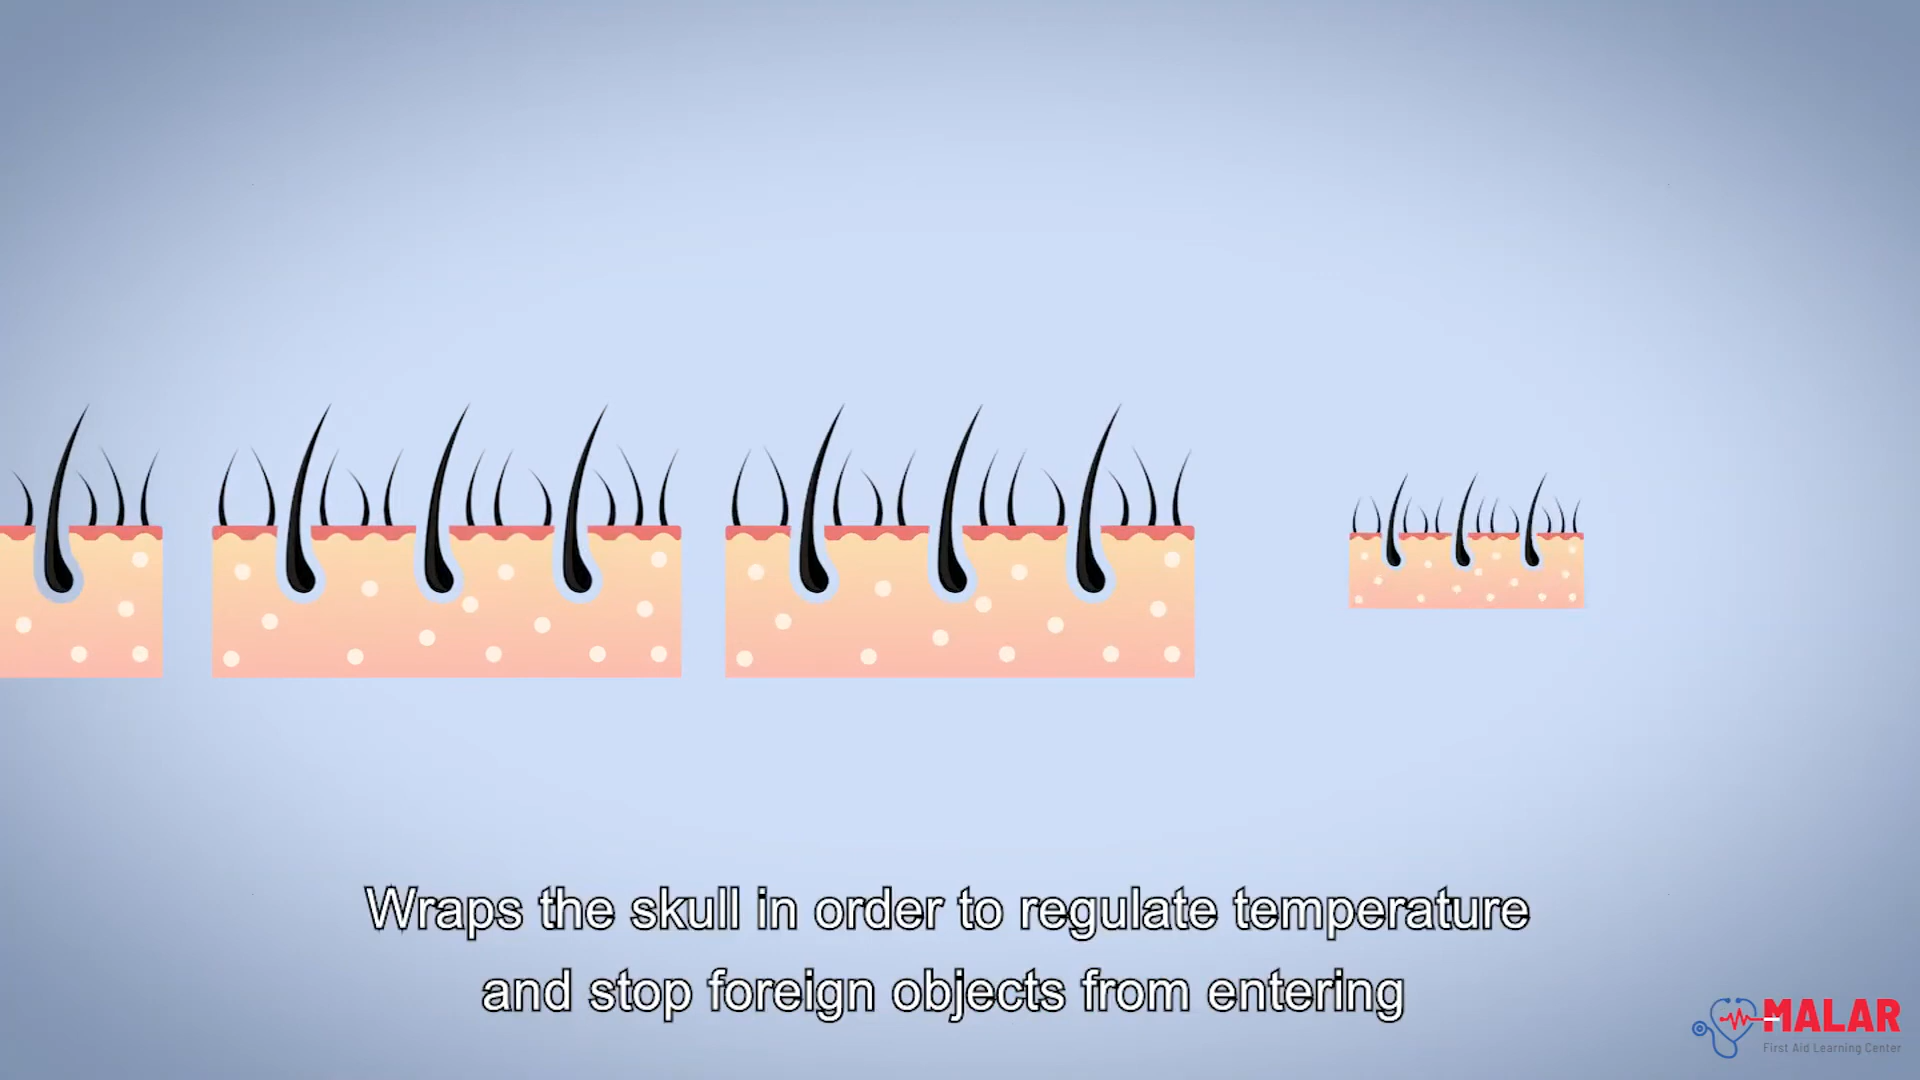 Wraps the skull in order to regulate temperature
and stop foreign objects from entering
MALAR
First Aid Learning Center